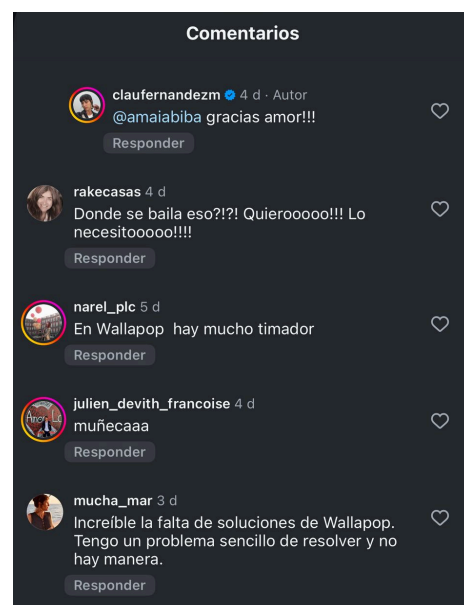 Comentarios
claufernandezm 4 d · Autor
@amaiabiba gracias amor!!!
Responder
rakecasas 4 d
Donde se baila eso?!?! Quierooooo!!! Lo
necesitooooo!!!!
Responder
narel_plc 5 d
En Wallapop hay mucho timador
Responder
julien_devith_francoise 4 d
muñecaaa
Responder
mucha_mar 3 d
Increíble la falta de soluciones de Wallapop.
Tengo un problema sencillo de resolver y no
hay manera.
Responder